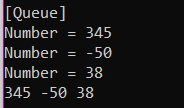 [Queue]
Number = 345
Number = -50
Number = 38
345 -50 38